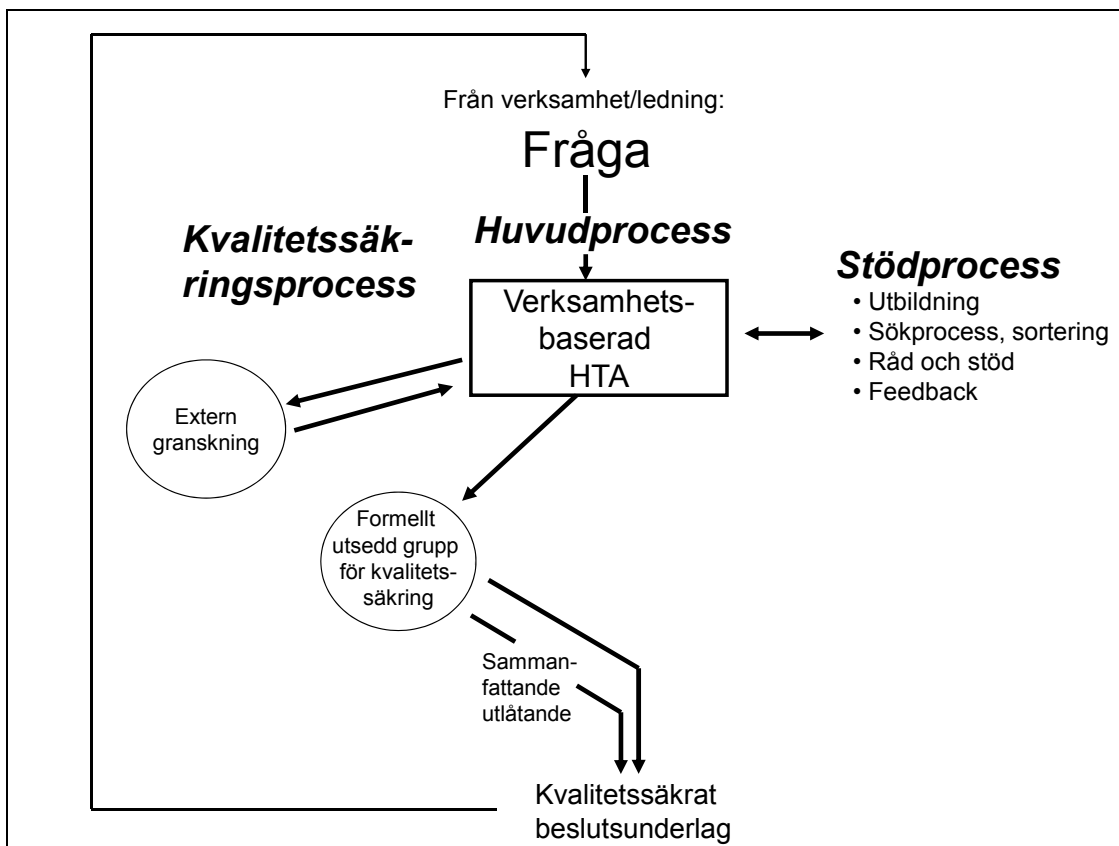 Från verksamhet/ledning:
Fråga
Kvalitetssäk-
ringsprocess
Huvudprocess
Stödprocess
• Utbildning
• Sökprocess, sortering
• Råd och stöd
• Feedback
Verksamhets-
baserad
HTA
Extern
granskning
Formellt
utsedd grupp
för kvalitets-
säkring
Samman-
fattande
utlåtande
Kvalitetssäkrat
beslutsunderlag